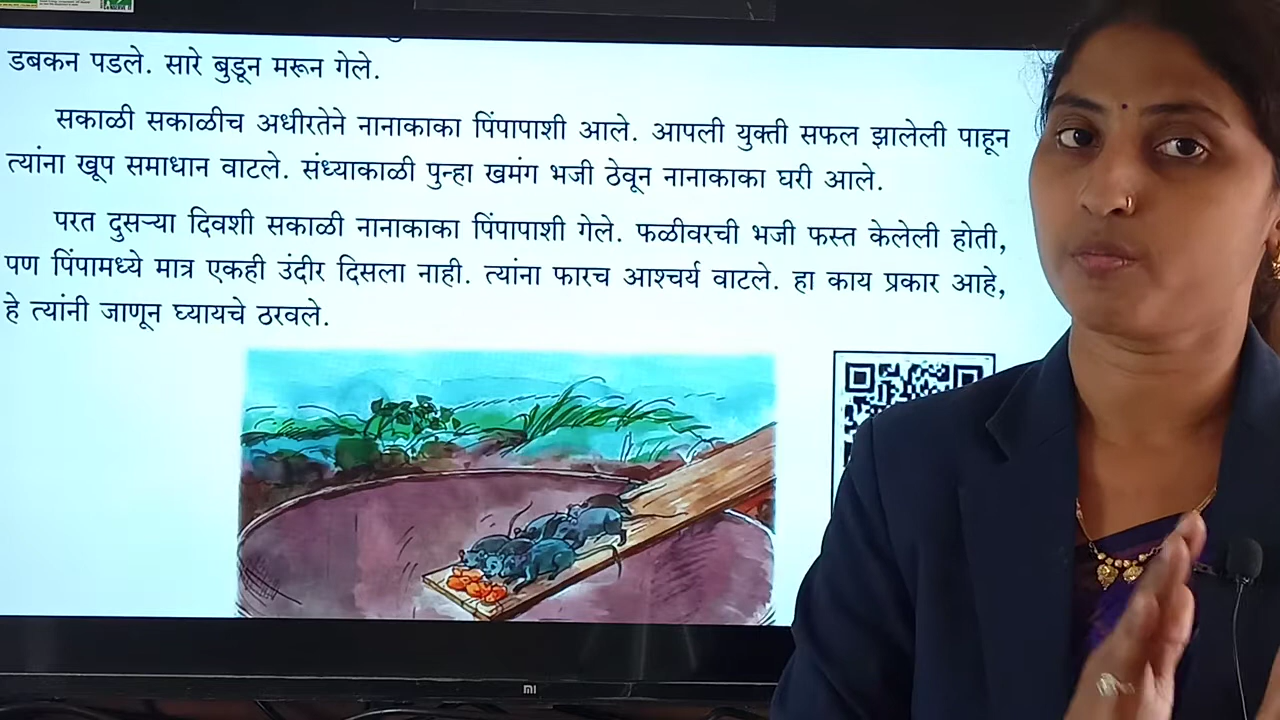 डबकन पडले. सारे बुडून मरून गेले.
सकाळी सकाळीच अधीरतेने नानाकाका पिंपापाशी आले. आपली युक्ती सफल झालेली पाहून
त्यांना खूप समाधान वाटले. संध्याकाळी पुन्हा खमंग भजी ठेवून नानाकाका घरी आले.
परत दुसऱ्या दिवशी सकाळी नानाकाका पिंपापाशी गेले. फळीवरची भजी फस्त केलेली होती,
पण पिंपामध्ये मात्र एकही उंदीर दिसला नाही. त्यांना फारच आश्चर्य वाटले. हा काय प्रकार आहे,
हे त्यांनी जाणून घ्यायचे ठरवले.
mi